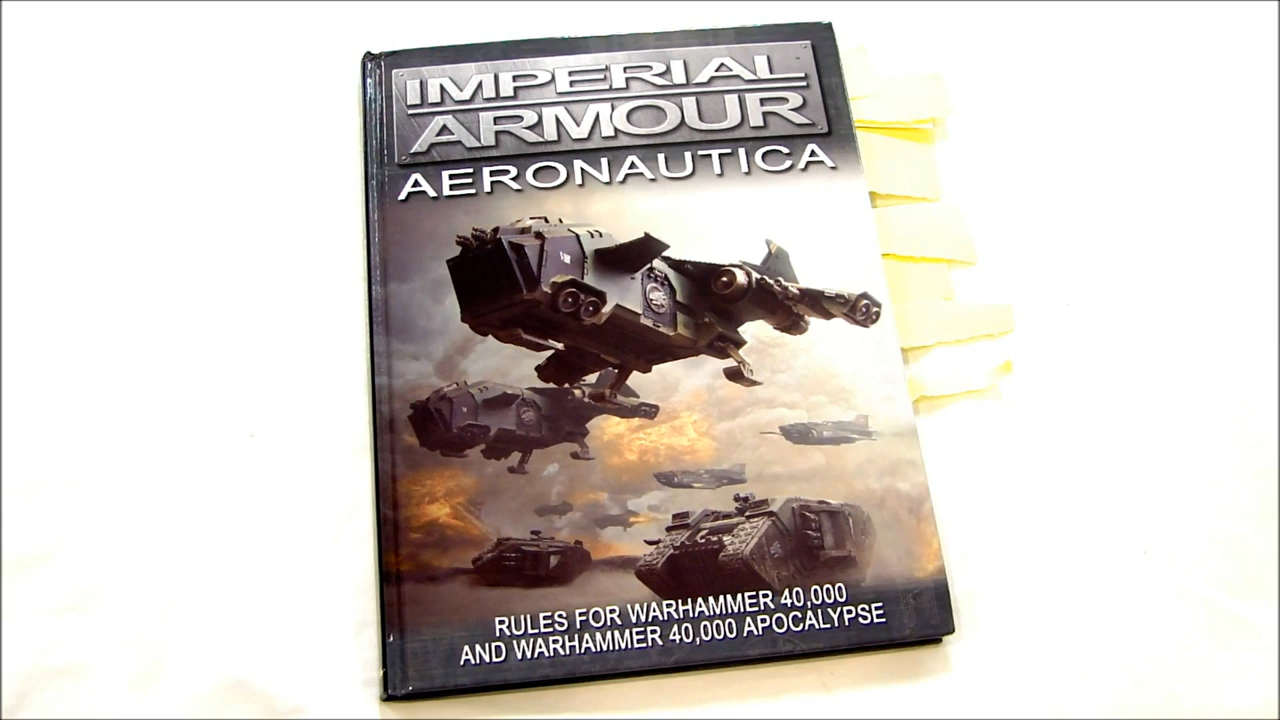 IMPERIAL
ARMOUR
AERONAUTICA
RULES FOR WARHAMMER 40,000
AND WARHAMMER 40,000 APOCALYPSE